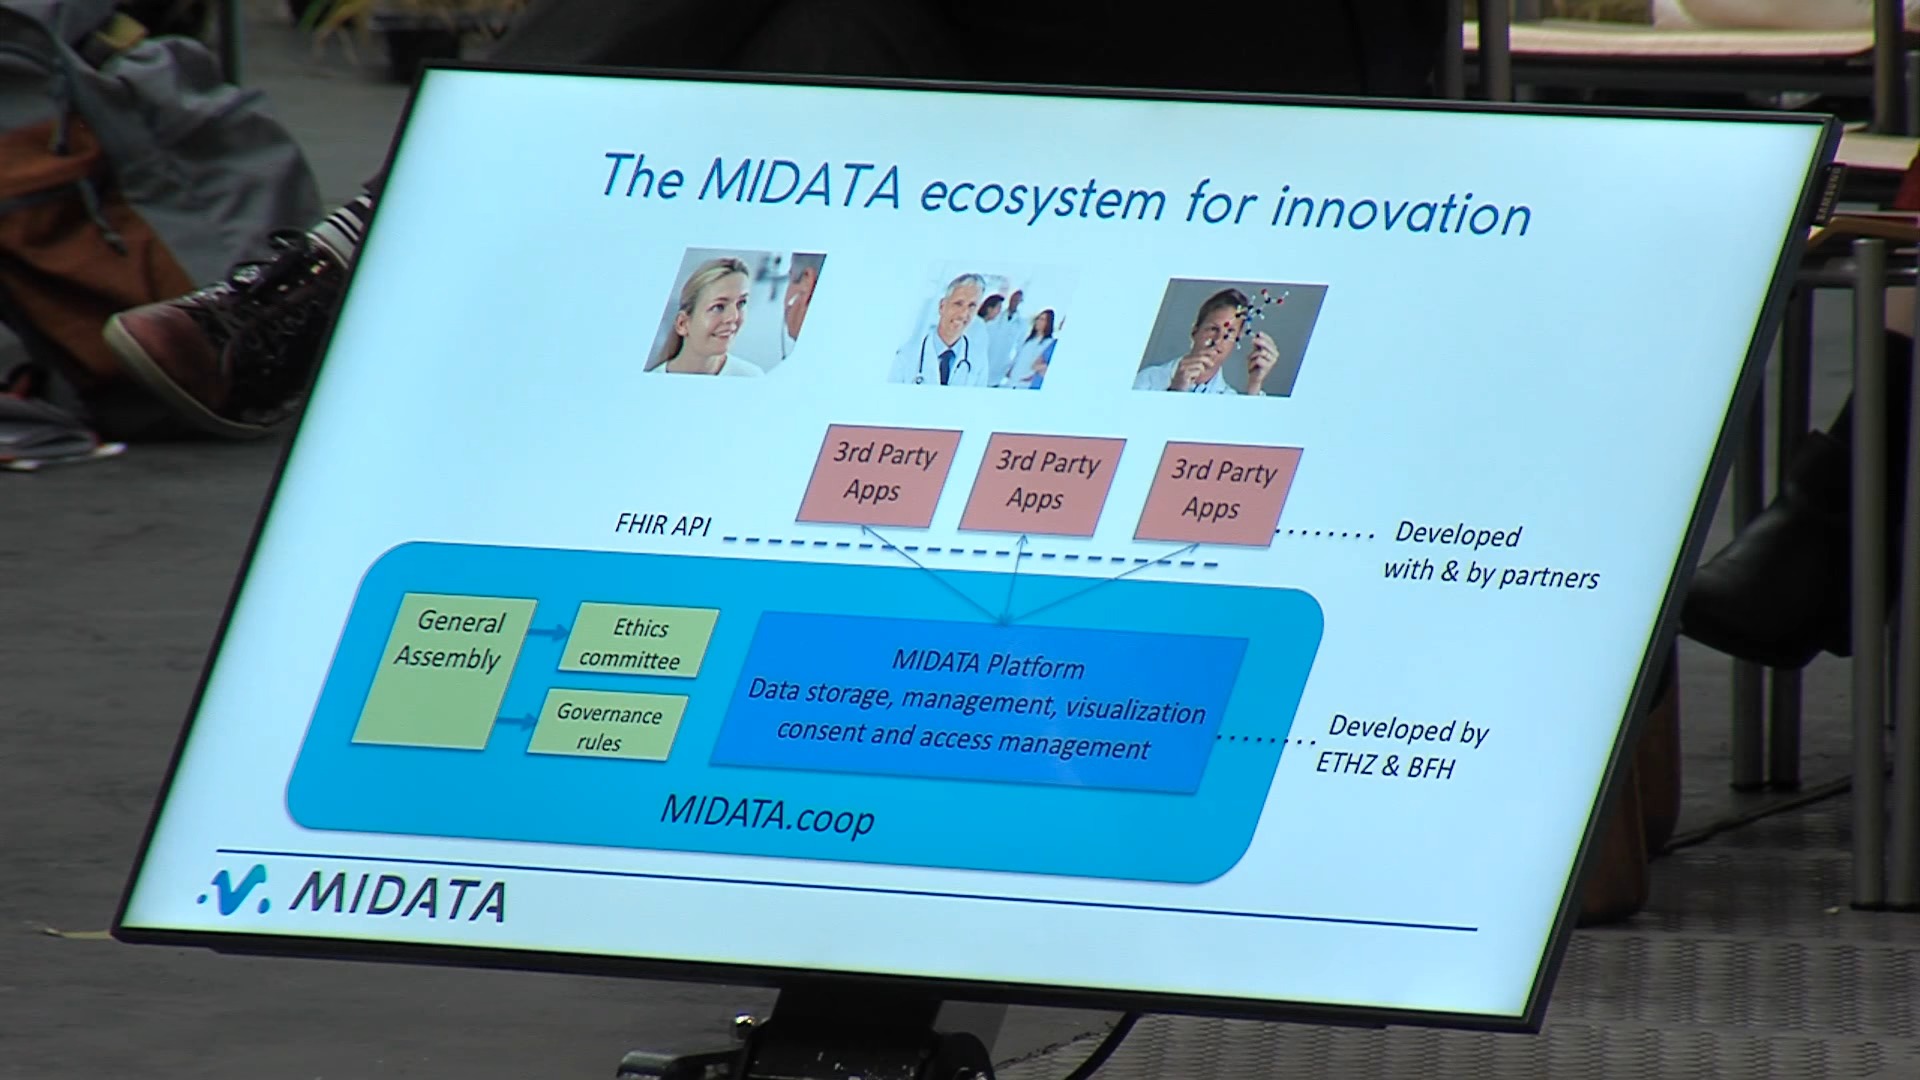 The MIDATA ecosystem for innovation
3rd Party
Apps
3rd Party
Apps
3rd Party
Apps
FHIR API
Developed
with & by partners
General
Assembly
Ethics
committee
Governance
rules
MIDATA Platform
Data storage, management, visualization
consent and access management
Developed by
ETHZ & BFH
MIDATA.coop
MIDATA
SAMSUNG